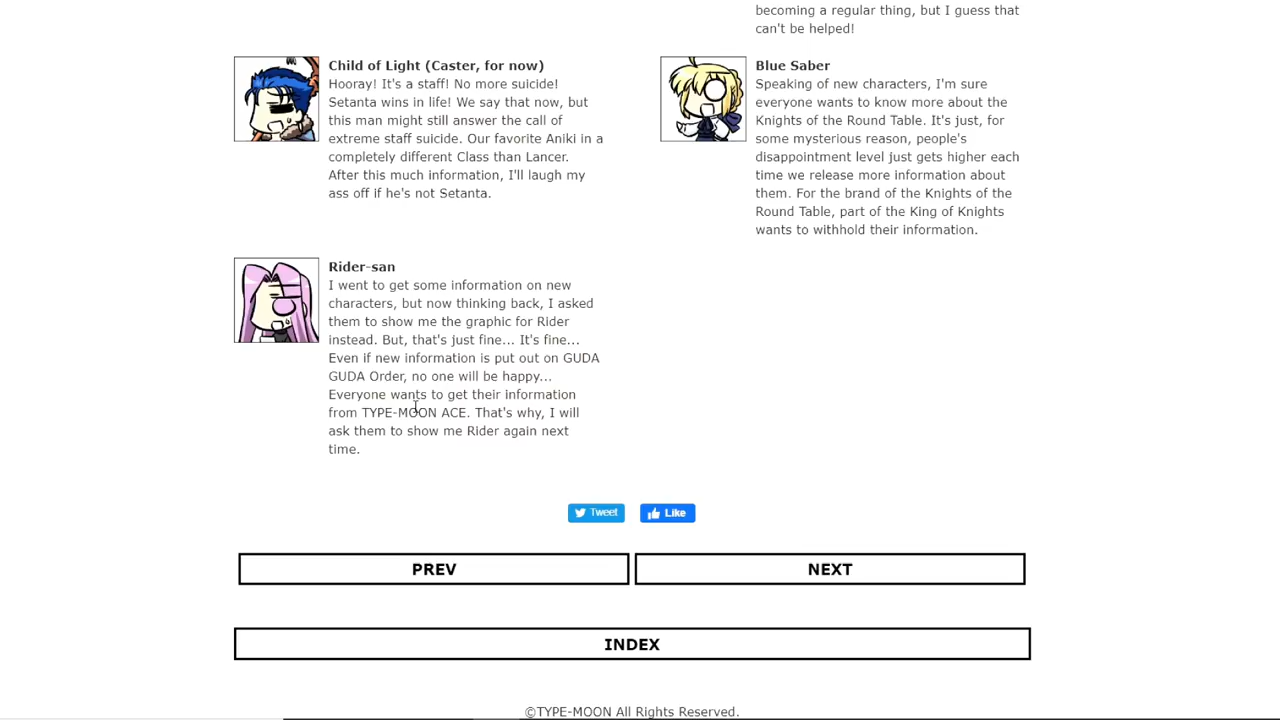 becoming a regular thing, but I guess that
can't be helped!
Child of Light (Caster, for now)
Hooray! It's a staff! No more suicide!
Setanta wins in life! We say that now, but
this man might still answer the call of
extreme staff suicide. Our favorite Aniki in a
completely different Class than Lancer.
After this much information, I'll laugh my
ass off if he's not Setanta.
Blue Saber
Speaking of new characters, I'm sure
everyone wants to know more about the
Knights of the Round Table. It's just, for
some mysterious reason, people's
disappointment level just gets higher each
time we release more information about
them. For the brand of the Knights of the
Round Table, part of the King of Knights
wants to withhold their information.
Rider-san
I went to get some information on new
characters, but now thinking back, I asked
them to show me the graphic for Rider
instead. But, that's just fine... It's fine...
Even if new information is put out on GUDA
GUDA Order, no one will be happy...
Everyone wants to get their information
from TYPE-MOON ACE. That's why, I will
ask them to show me Rider again next
time.
Tweet
Like
PREV
NEXT
INDEX
©TYPE-MOON All Rights Reserved.